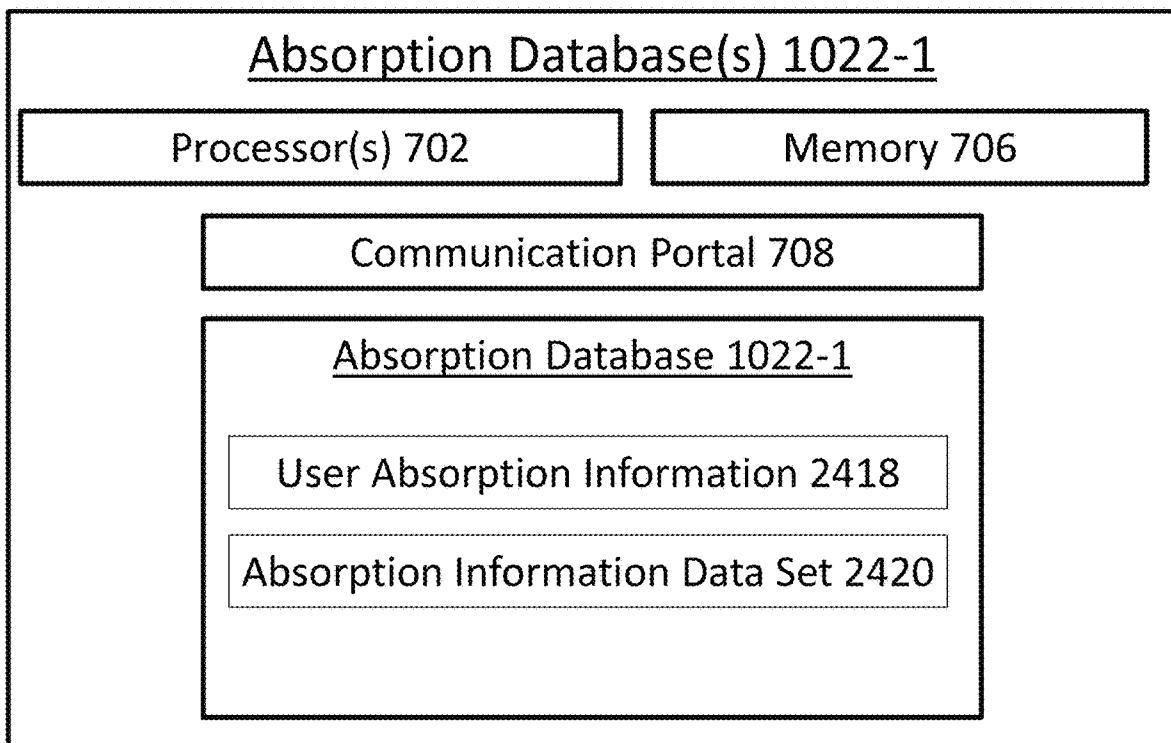 Absorption Database(s) 1022-1
Processor(s) 702
Memory 706
Communication Portal 708
Absorption Database 1022-1
User Absorption Information 2418
Absorption Information Data Set 2420